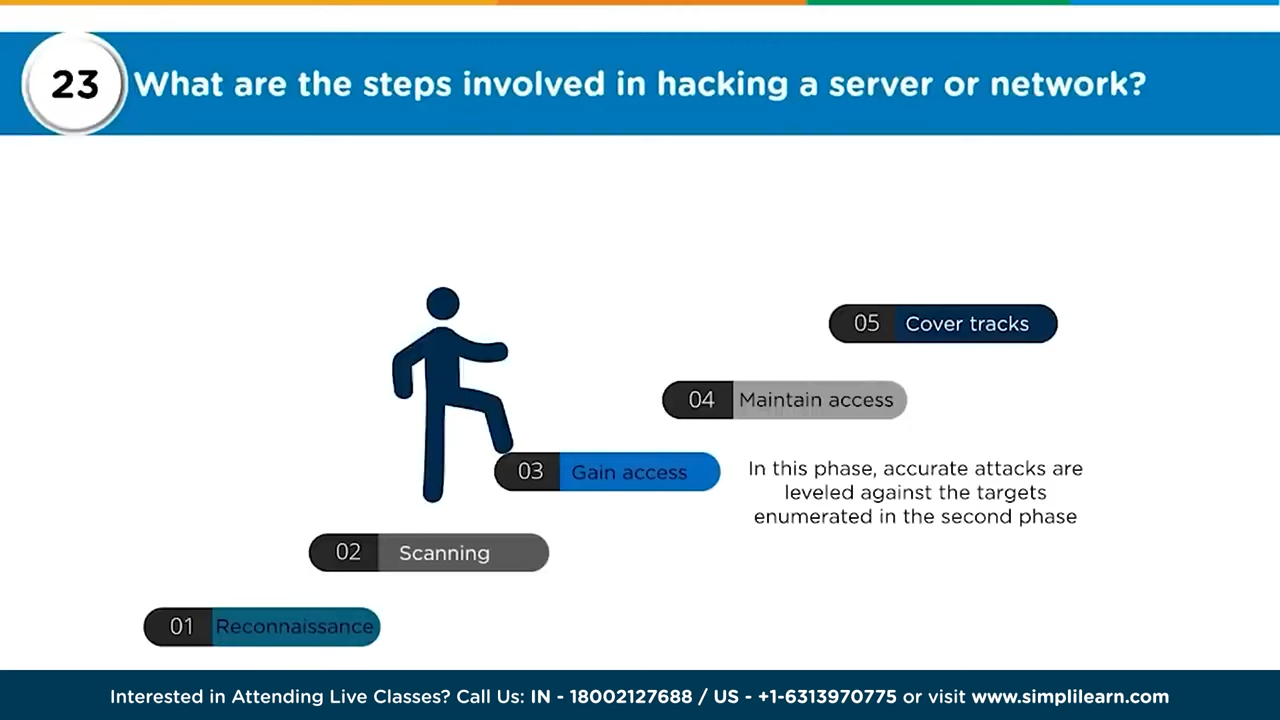 23 What are the steps involved in hacking a server or network?
05 Cover tracks
04 Maintain access
03 Gain access
In this phase, accurate attacks are
leveled against the targets
enumerated in the second phase
02 Scanning
01 Reconnaissance
Interested in Attending Live Classes? Call Us: IN - 18002127688 / US - +1-6313970775 or visit www.simplilearn.com